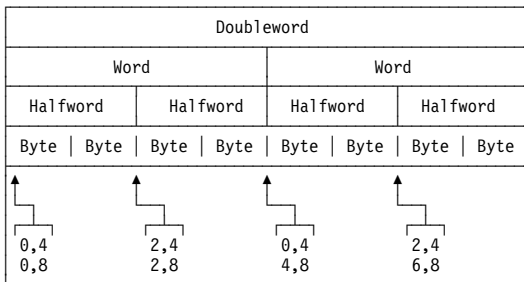 Doubleword
Word Word
Halfword Halfword Halfword Halfword
Byte | Byte | Byte | Byte | Byte | Byte | Byte | Byte
0,4 2,4 0,4 2,4
0,8 2,8 4,8 6,8